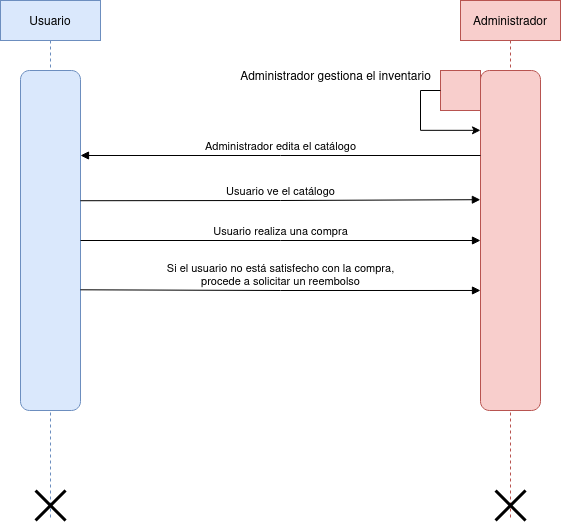 Usuario
Administrador
Administrador gestiona el inventario
Administrador edita el catálogo
Usuario ve el catálogo
Usuario realiza una compra
Si el usuario no está satisfecho con la compra,
procede a solicitar un reembolso